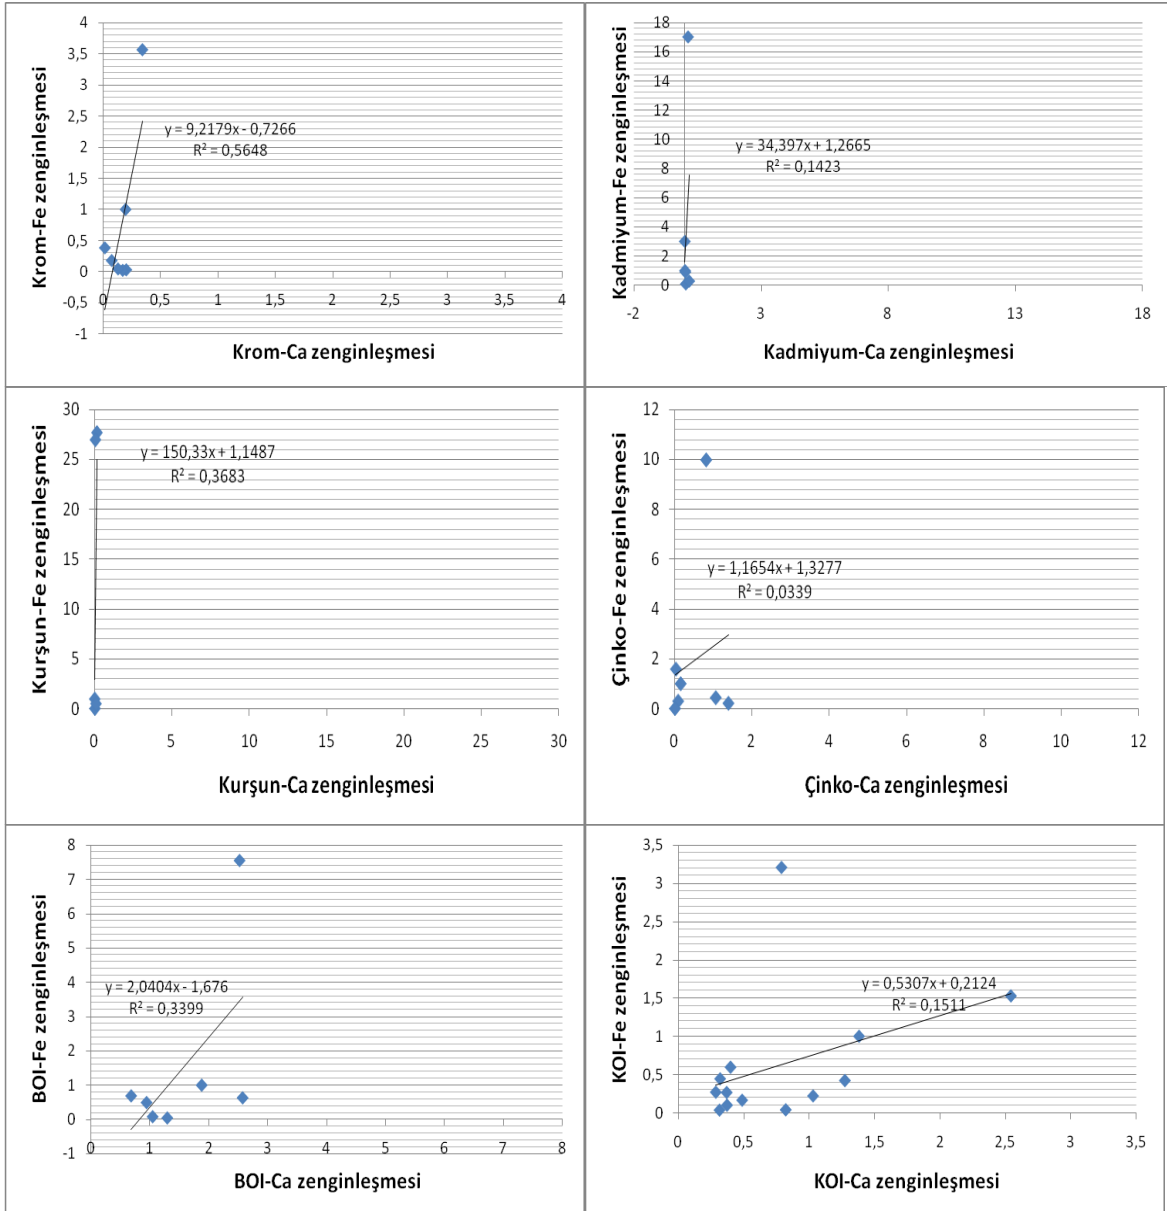 Krom-Fe zenginleşmesi
4
3,5
3
2,5
2
1,5
1
0,5
0
-0,5
-1
y = 9,2179x - 0,7266
R² = 0,5648
0 0,5 1 1,5 2 2,5 3 3,5 4
Krom-Ca zenginleşmesi
Kadmiyum-Fe zenginleşmesi
18
16
14
12
10
8
6
4
2
0
y = 34,397x + 1,2665
R² = 0,1423
-2 3 8 13 18
Kadmiyum-Ca zenginleşmesi
Kurşun-Fe zenginleşmesi
30
25
20
15
10
5
0
y = 150,33x + 1,1487
R² = 0,3683
0 5 10 15 20 25 30
Kurşun-Ca zenginleşmesi
Çinko-Fe zenginleşmesi
12
10
8
6
4
2
0
y = 1,1654x + 1,3277
R² = 0,0339
0 2 4 6 8 10 12
Çinko-Ca zenginleşmesi
BOI-Fe zenginleşmesi
8
7
6
5
4
3
2
1
0
-1
y = 2,0404x - 1,676
R² = 0,3399
0 1 2 3 4 5 6 7 8
BOI-Ca zenginleşmesi
KOI-Fe zenginleşmesi
3,5
3
2,5
2
1,5
1
0,5
0
y = 0,5307x + 0,2124
R² = 0,1511
0 0,5 1 1,5 2 2,5 3 3,5
KOI-Ca zenginleşmesi